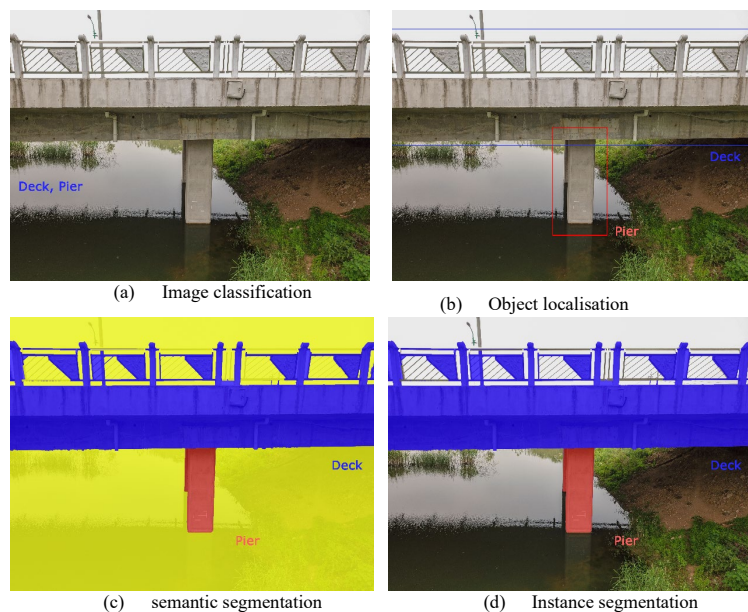 Deck, Pier
Deck
Pier
(a) Image classification
(b) Object localisation
Deck
Pier
Deck
Pier
(c) semantic segmentation
(d) Instance segmentation